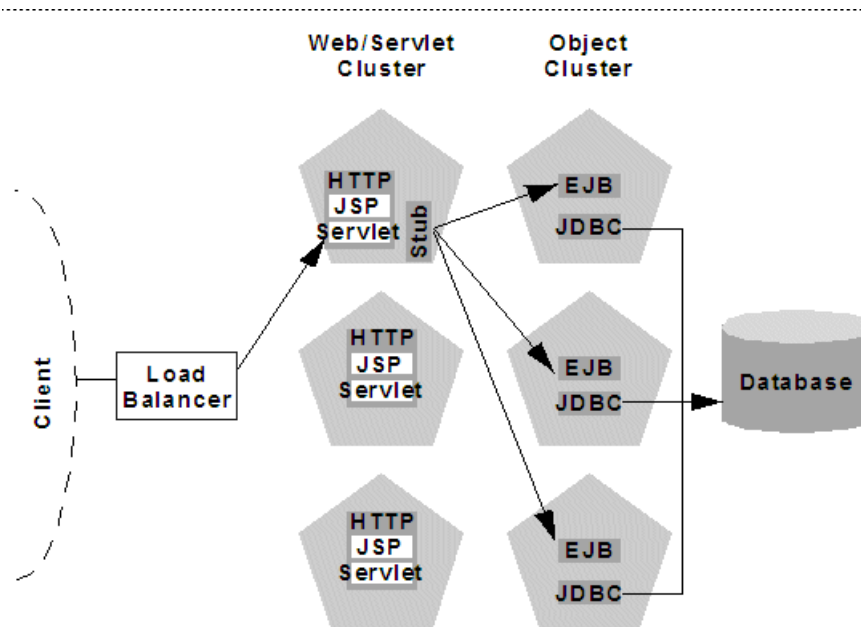 Web/Servlet
Cluster
Object
Cluster
HTTP
JSP
Servlet
Stub
EJB
JDBC
Client
Load
Balancer
HTTP
JSP
Servlet
EJB
JDBC
Database
HTTP
JSP
Servlet
EJB
JDBC